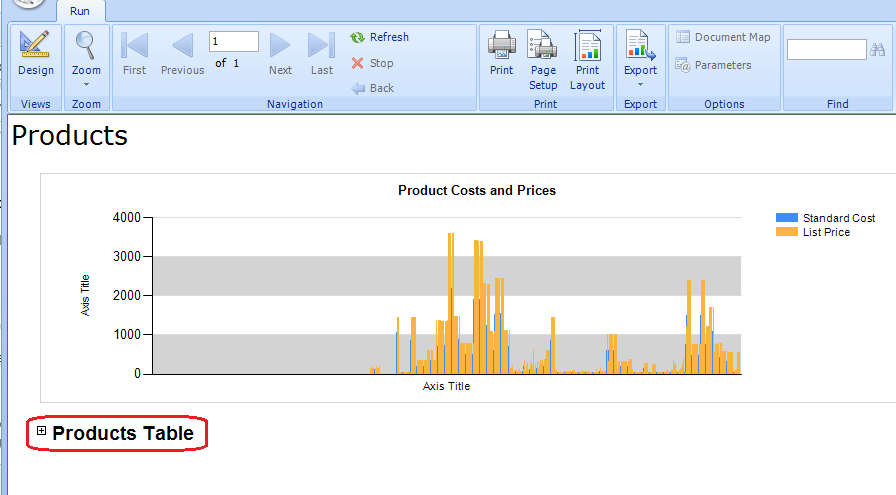 Run
Design
Zoom
First
Previous
1
of 1
Next
Last
Refresh
Stop
Back
Print
Page Setup
Print Layout
Export
Document Map
Parameters
Views
Zoom
Navigation
Print
Export
Options
Find
Products
Product Costs and Prices
4000
3000
2000
1000
0
Axis Title
Axis Title
Standard Cost
List Price
Products Table